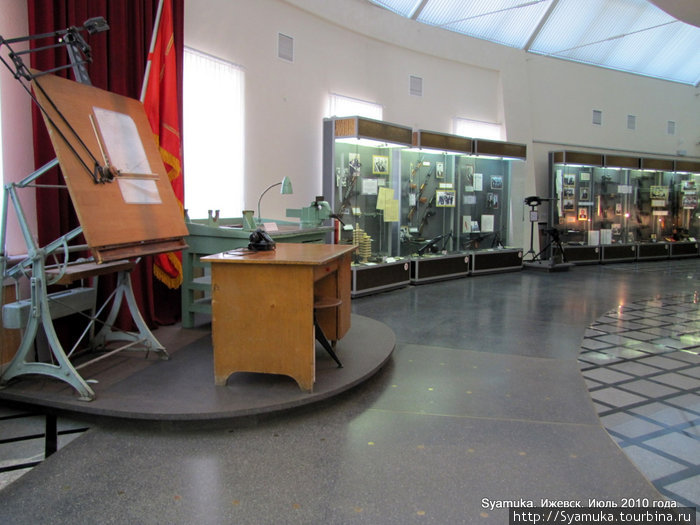 Syamuka. Ижевск. Июль 2010 года.
http://Syamuka.tourbina.ru